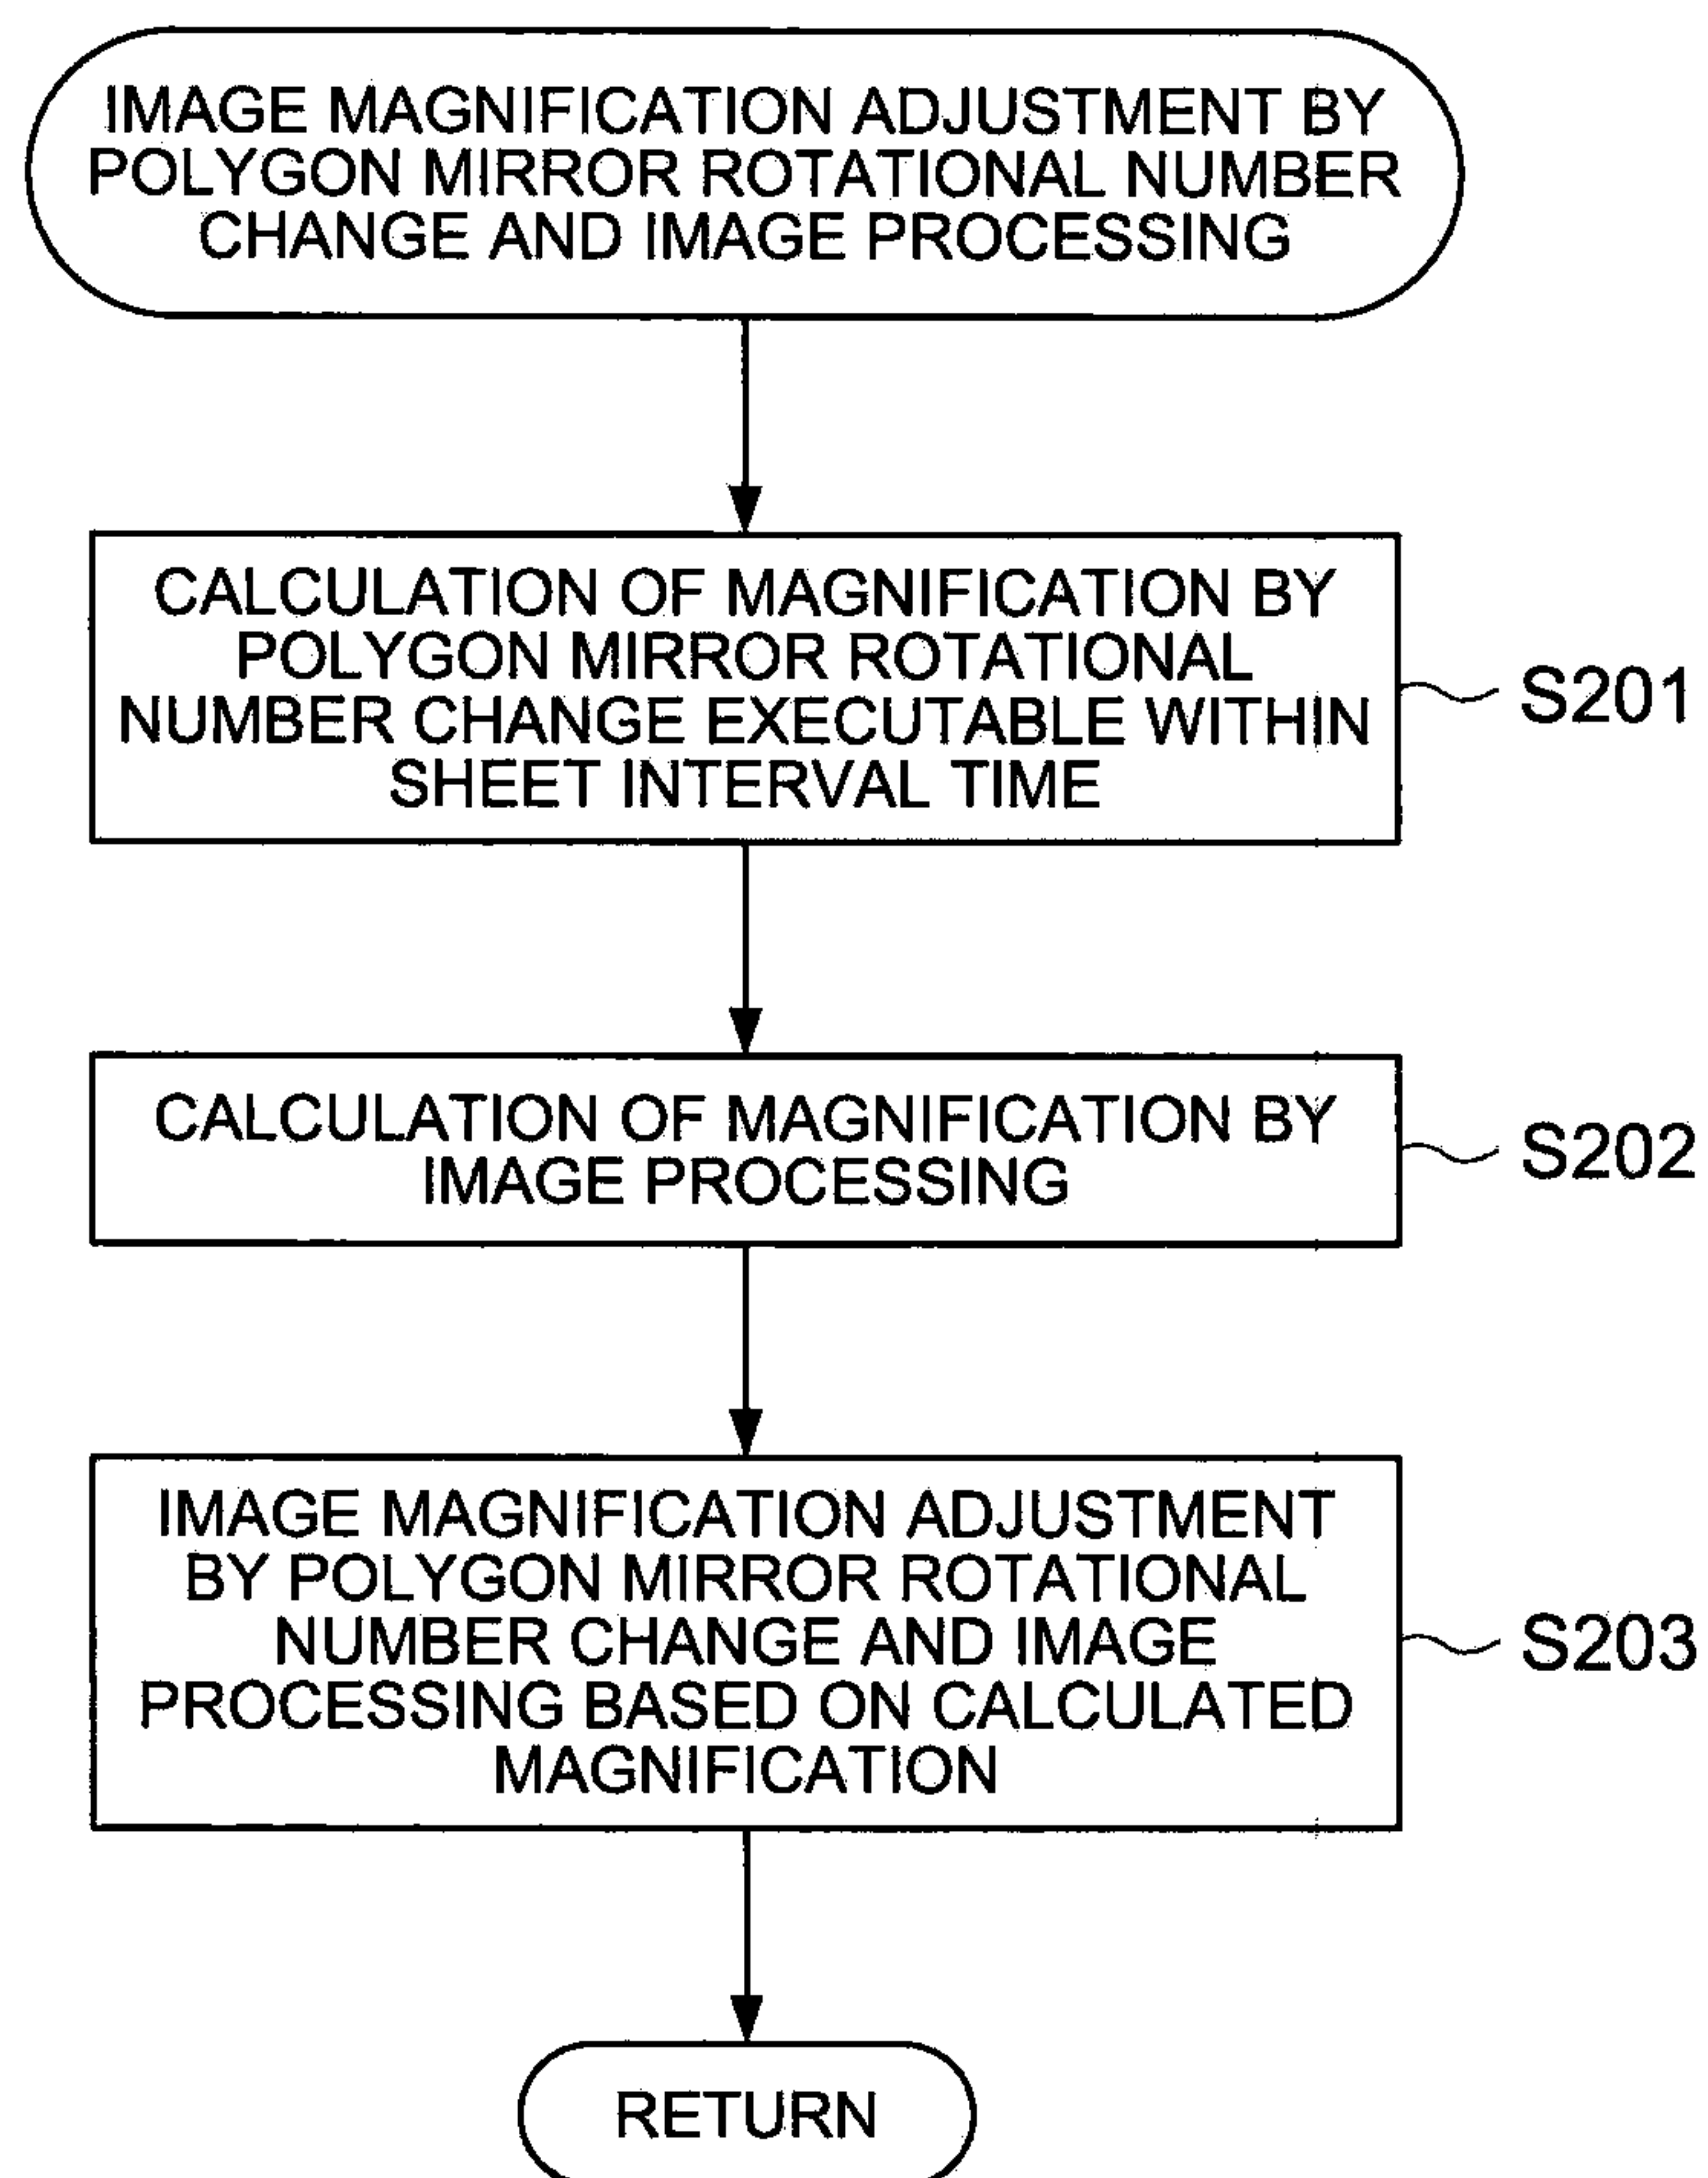 IMAGE MAGNIFICATION ADJUSTMENT BY
POLYGON MIRROR ROTATIONAL NUMBER
CHANGE AND IMAGE PROCESSING
CALCULATION OF MAGNIFICATION BY
POLYGON MIRROR ROTATIONAL
NUMBER CHANGE EXECUTABLE WITHIN
SHEET INTERVAL TIME
S201
CALCULATION OF MAGNIFICATION BY
IMAGE PROCESSING
S202
IMAGE MAGNIFICATION ADJUSTMENT
BY POLYGON MIRROR ROTATIONAL
NUMBER CHANGE AND IMAGE
PROCESSING BASED ON CALCULATED
MAGNIFICATION
S203
RETURN